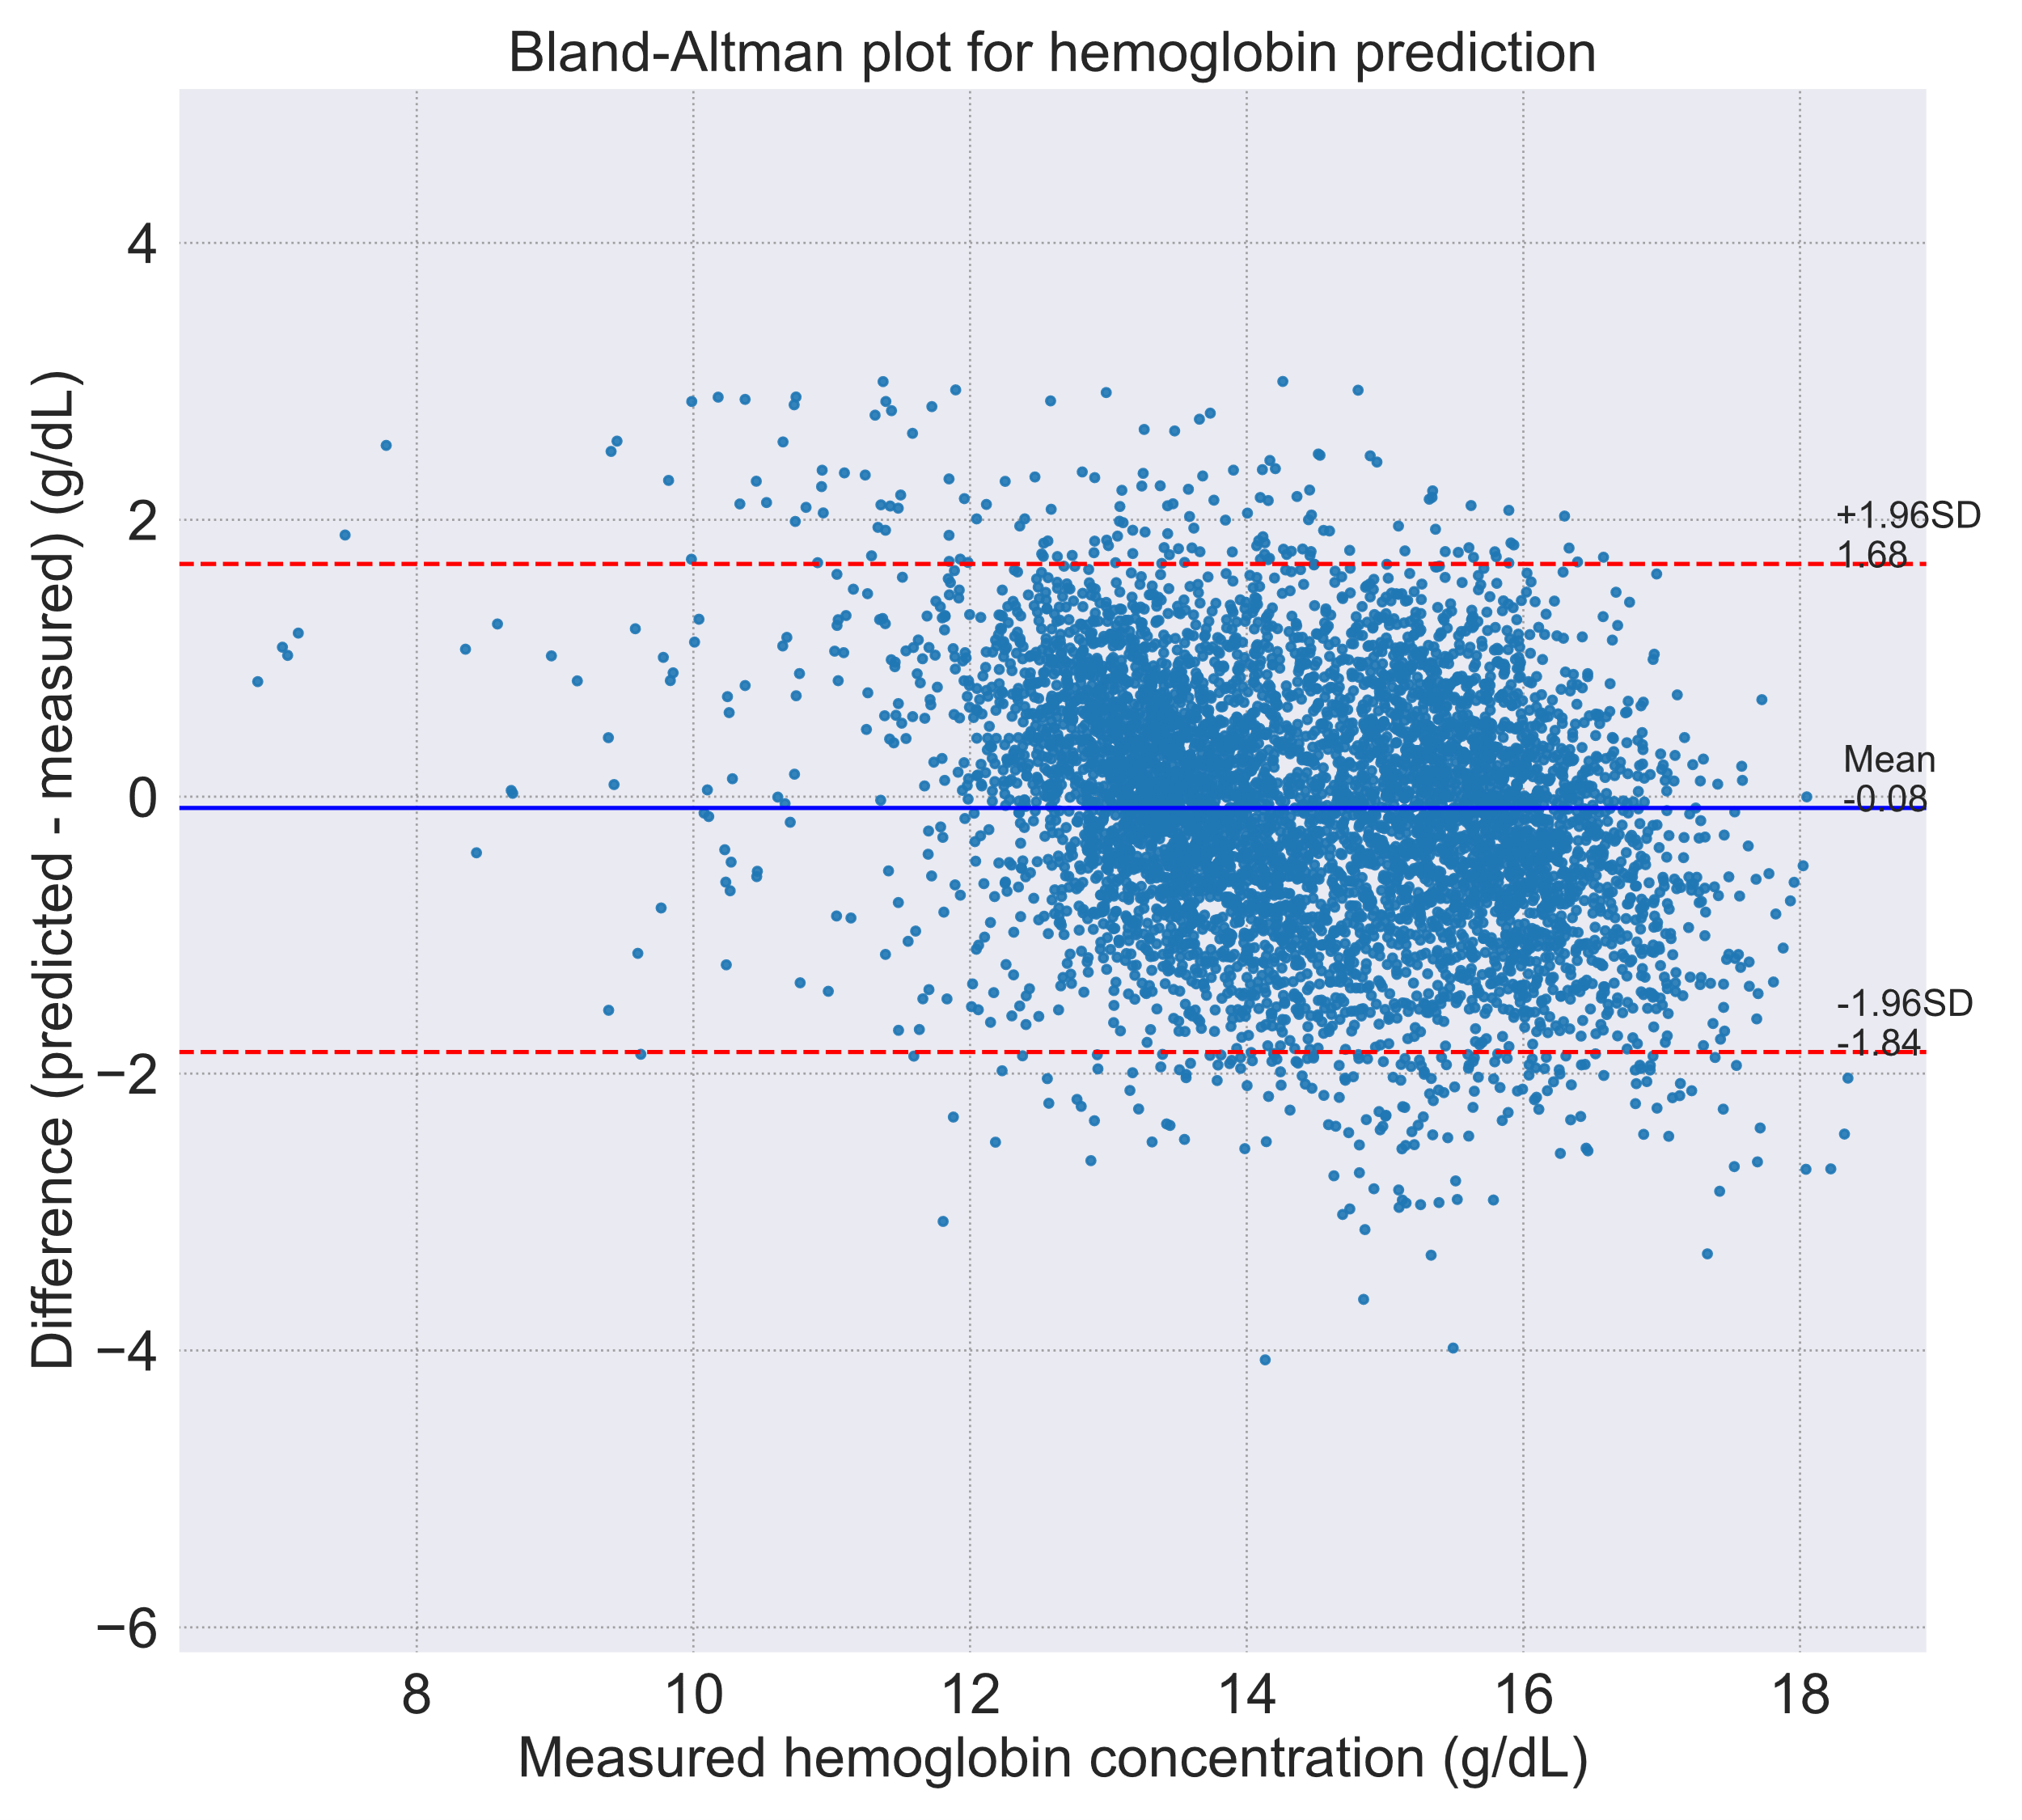 Bland-Altman plot for hemoglobin prediction
Difference (predicted - measured) (g/dL)
4
2
0
−2
−4
−6
+1.96SD
1.68
Mean
-0.08
-1.96SD
-1.84
8 10 12 14 16 18
Measured hemoglobin concentration (g/dL)